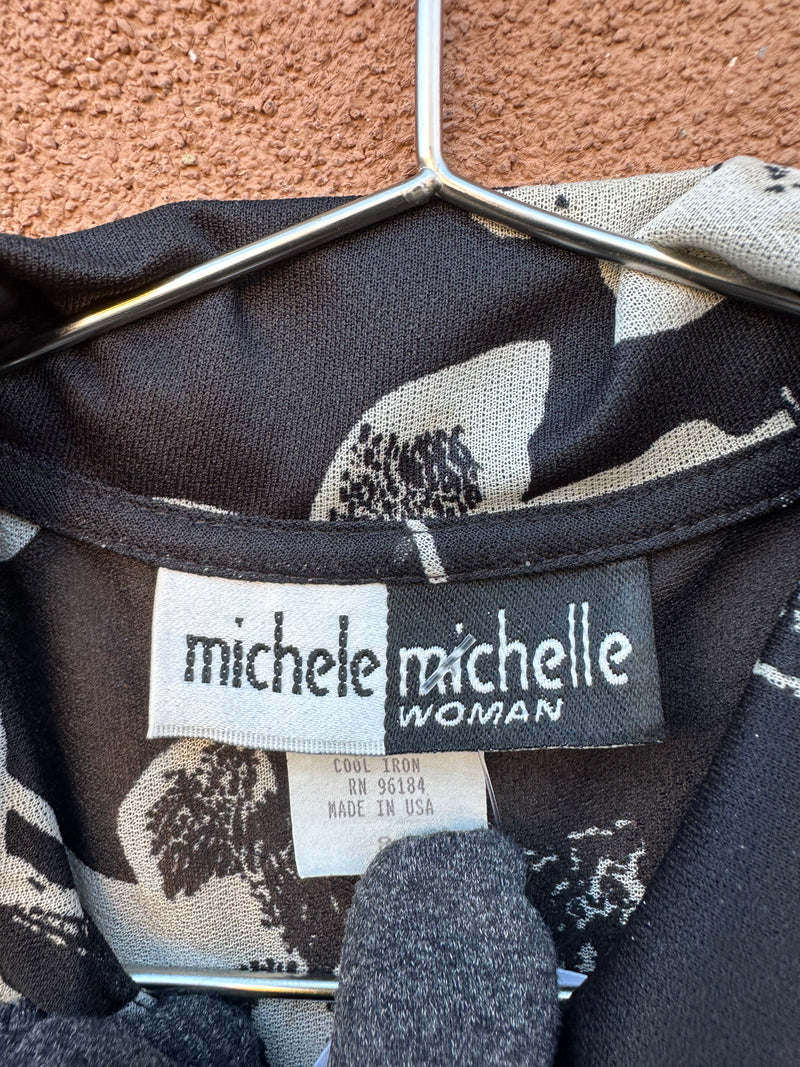 michele michelle
WOMAN
COOL IRON
RN 96184
MADE IN USA